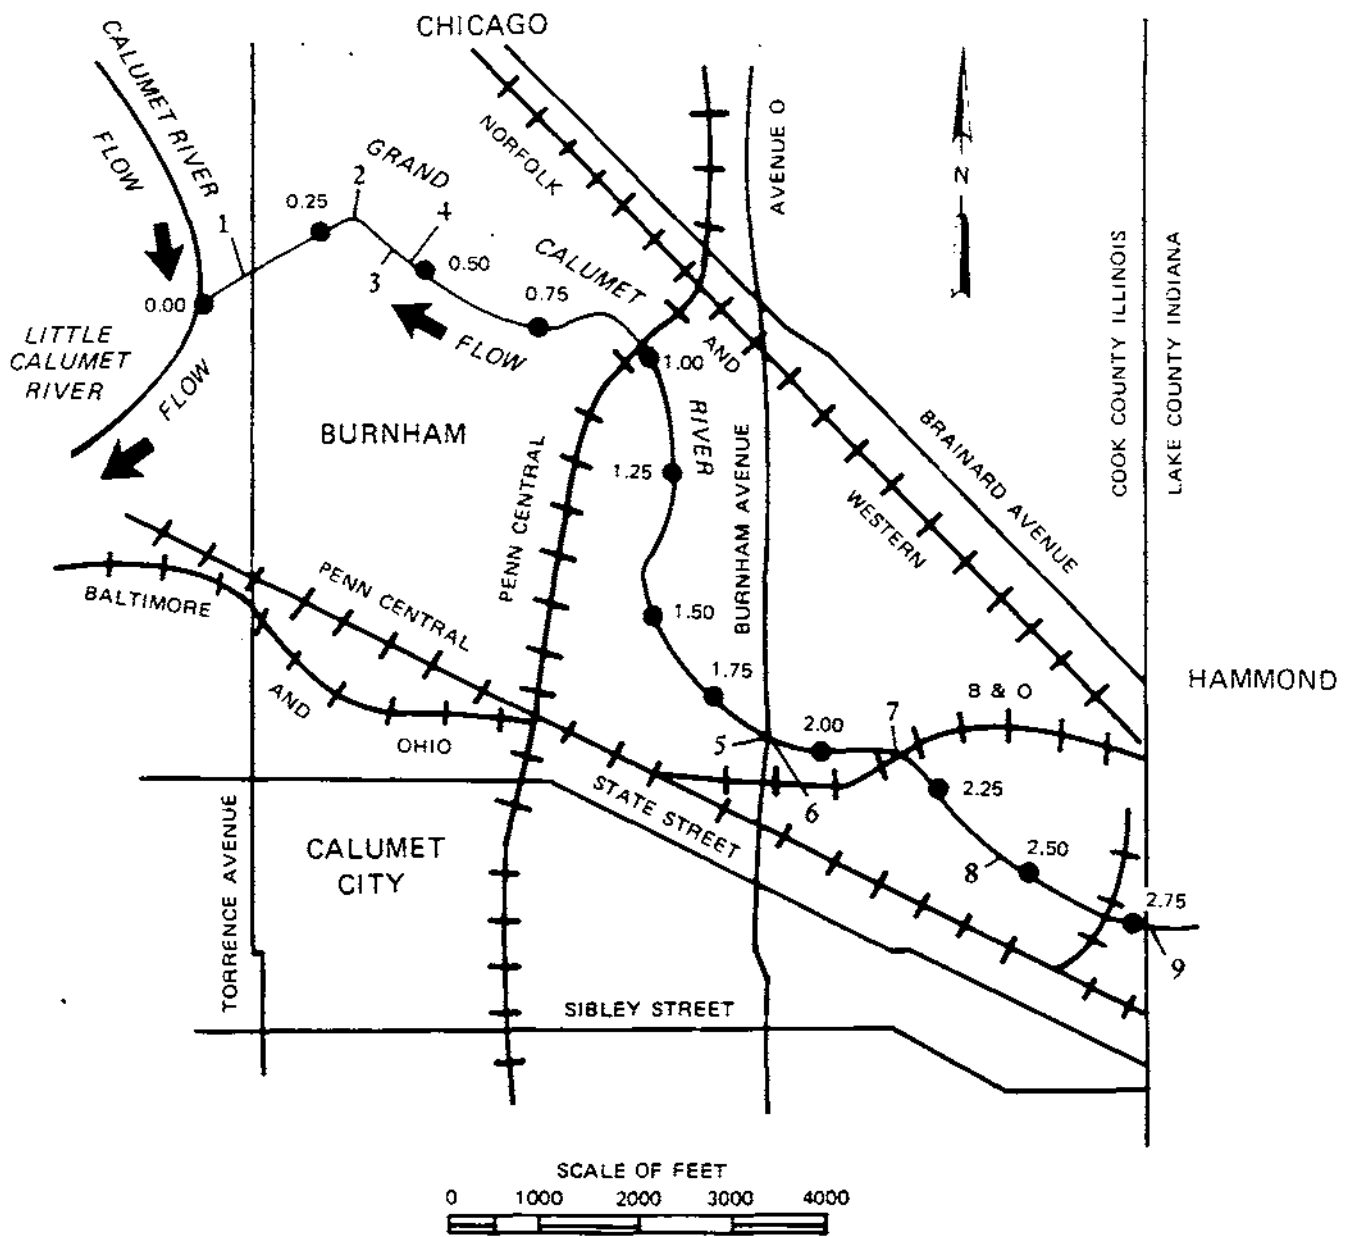 CHICAGO
CALUMET RIVER
FLOW
GRAND
CALUMET
RIVER
NORFOLK
AND
WESTERN
AVENUE O
N
1
0.25
2
4
3
0.50
0.75
0.00
FLOW
LITTLE
CALUMET
RIVER
FLOW
1.00
BURNHAM
1.25
PENN CENTRAL
BURNHAM AVENUE
BRAINARD AVENUE
COOK COUNTY ILLINOIS
LAKE COUNTY INDIANA
1.50
PENN CENTRAL
BALTIMORE
AND
OHIO
1.75
HAMMOND
B & O
5
2.00
7
6
2.25
STATE STREET
CALUMET
CITY
TORRENCE AVENUE
8
2.50
2.75
9
SIBLEY STREET
SCALE OF FEET
0 1000 2000 3000 4000